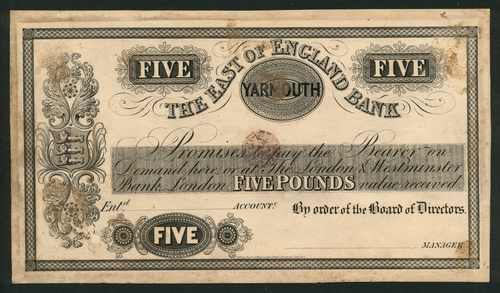 FIVE FIVE
THE EAST OF ENGLAND BANK
YARMOUTH
Promises to pay the Bearer on
Demand here, or at The London & Westminster
Bank, London FIVE POUNDS value received.
Entd ACCOUNTT By order of the Board of Directors,
FIVE
MANAGER.